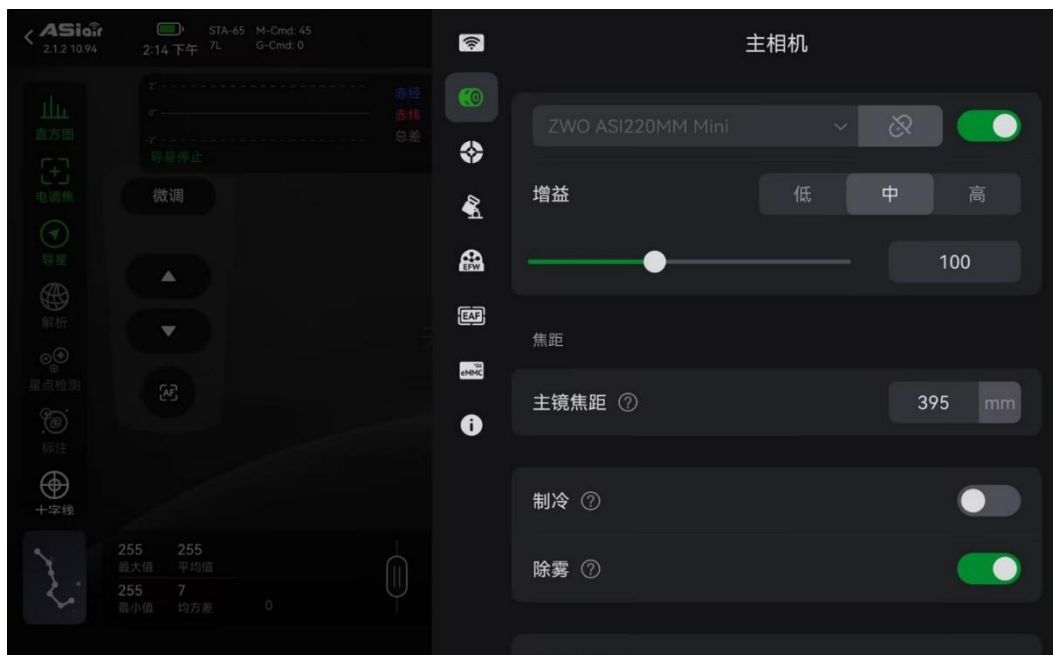 ASiair
2.1.2 10.94
2:14 下午
STA-65
7L
M-Cmd: 45
G-Cmd: 0
2"
0"
-2"
赤经
赤纬
总差
导星停止
直方图
电调焦
导星
解析
星点检测
标注
十字线
微调
AF
255 255
最大值 平均值
255 7
最小值 均方差
0
EFW
EAF
eMMC
主相机
ZWO ASI220MM Mini
增益
低 中 高
100
焦距
主镜焦距
395 mm
制冷
除雾